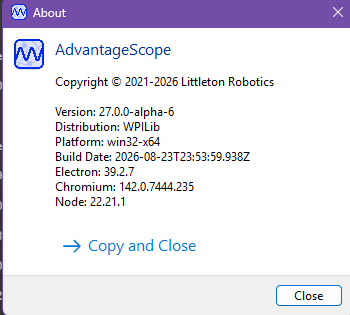 About
AdvantageScope
Copyright © 2021-2026 Littleton Robotics
Version: 27.0.0-alpha-6
Distribution: WPILib
Platform: win32-x64
Build Date: 2026-08-23T23:53:59.938Z
Electron: 39.2.7
Chromium: 142.0.7444.235
Node: 22.21.1
Copy and Close
Close